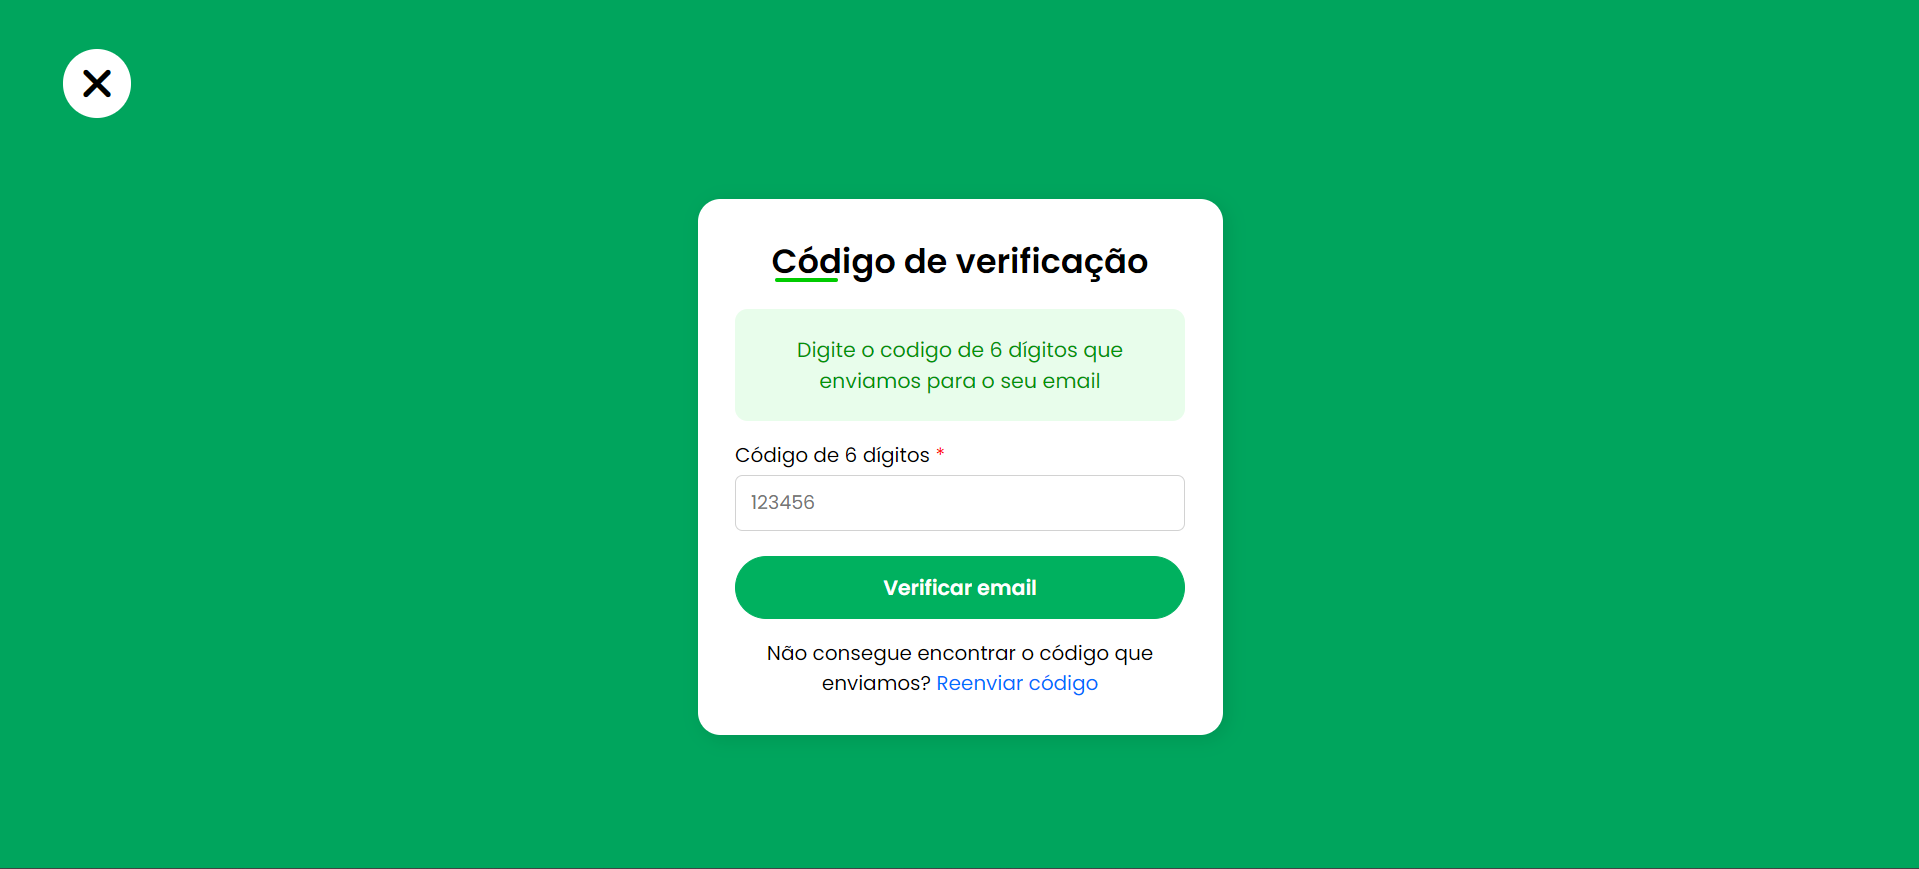 Código de verificação
Digite o codigo de 6 dígitos que
enviamos para o seu email
Código de 6 dígitos *
123456
Verificar email
Não consegue encontrar o código que
enviamos? Reenviar código